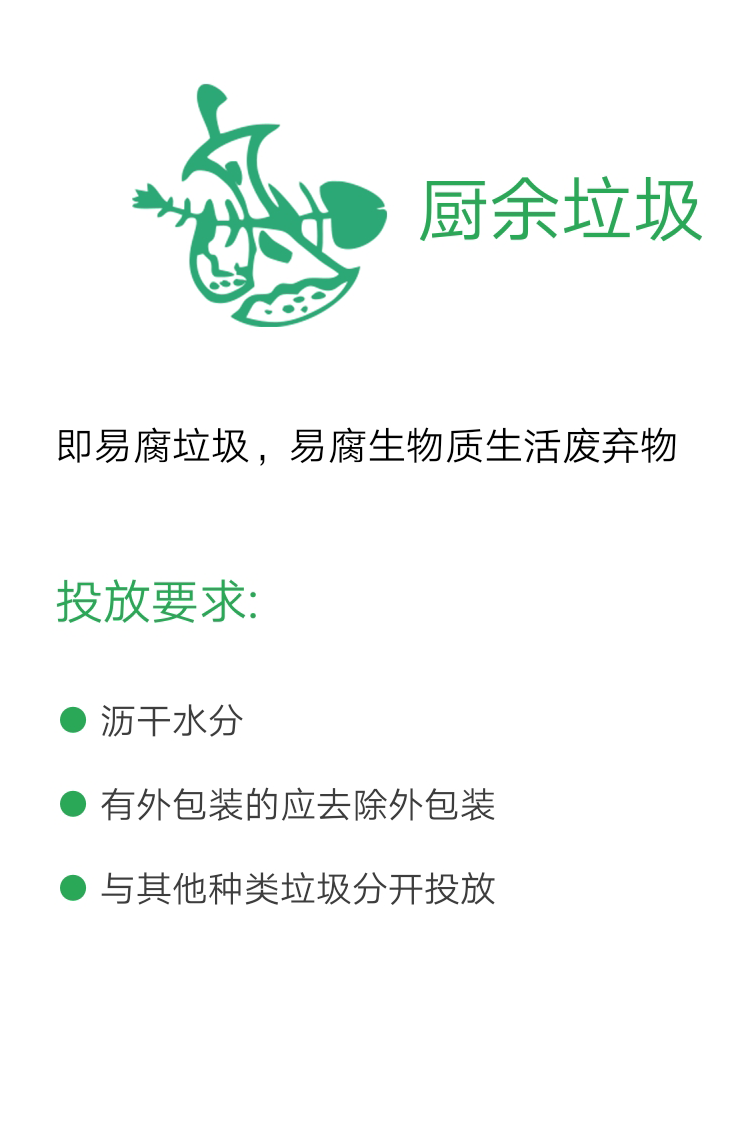 厨余垃圾
即易腐垃圾，易腐生物质生活废弃物
投放要求:
沥干水分
有外包装的应去除外包装
与其他种类垃圾分开投放